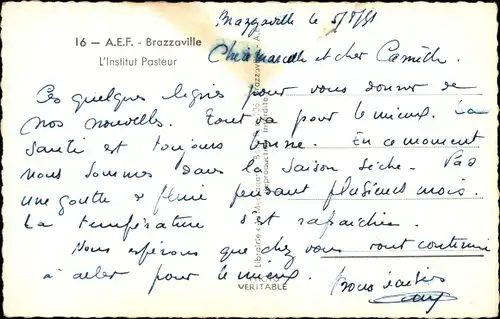 16 — A.E.F. - Brazzaville
L'Institut Pasteur
Brazzaville le 5/8/51
Chère Marcelle et cher Camille.
Ces quelques lignes pour vous donner de
nos nouvelles. Tout va pour le mieux. La
santé est toujours bonne. En ce moment
nous sommes dans la saison sèche. Pas
une goutte de pluie pendant plusieurs mois.
La température s'est rafraichie.
Nous espérons que chez vous tout continue
à aller pour le mieux.
VÉRITABLE